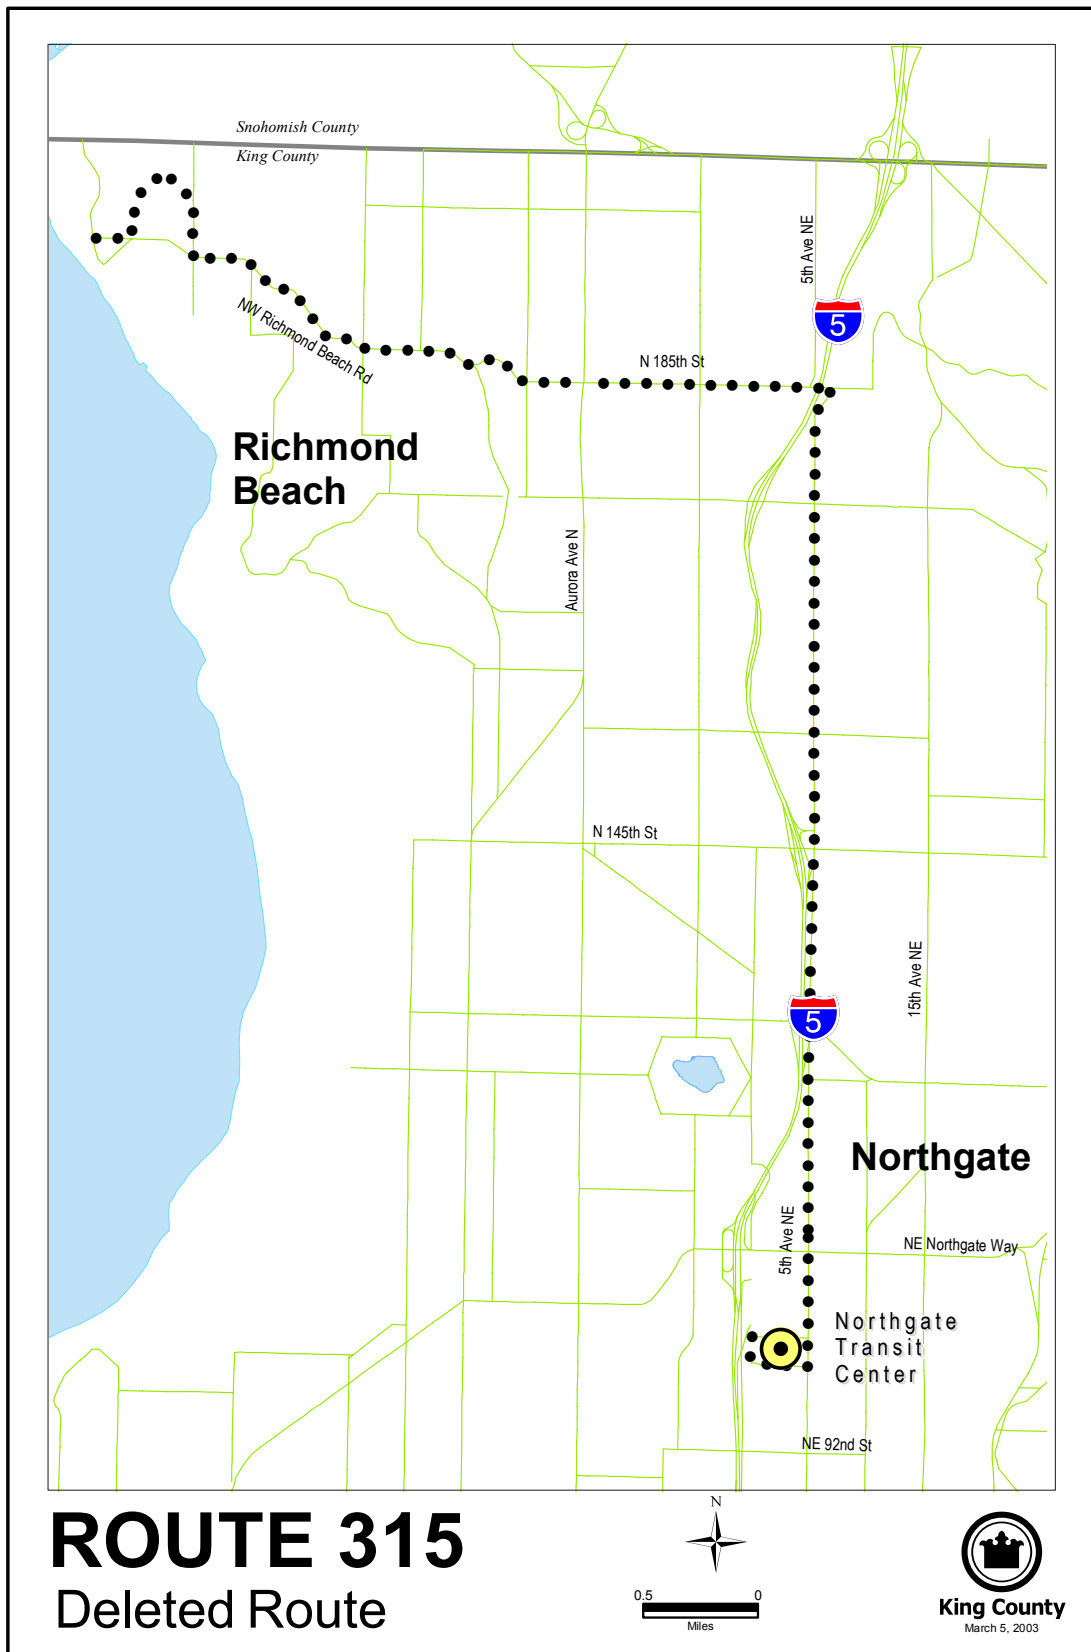 Snohomish County
King County
5th Ave NE
5
NW Richmond Beach Rd
N 185th St
Richmond
Beach
Aurora Ave N
N 145th St
15th Ave NE
5
Northgate
5th Ave NE
NE Northgate Way
Northgate
Transit
Center
NE 92nd St
ROUTE 315
Deleted Route
N
0.5 0
Miles
King County
March 5, 2003